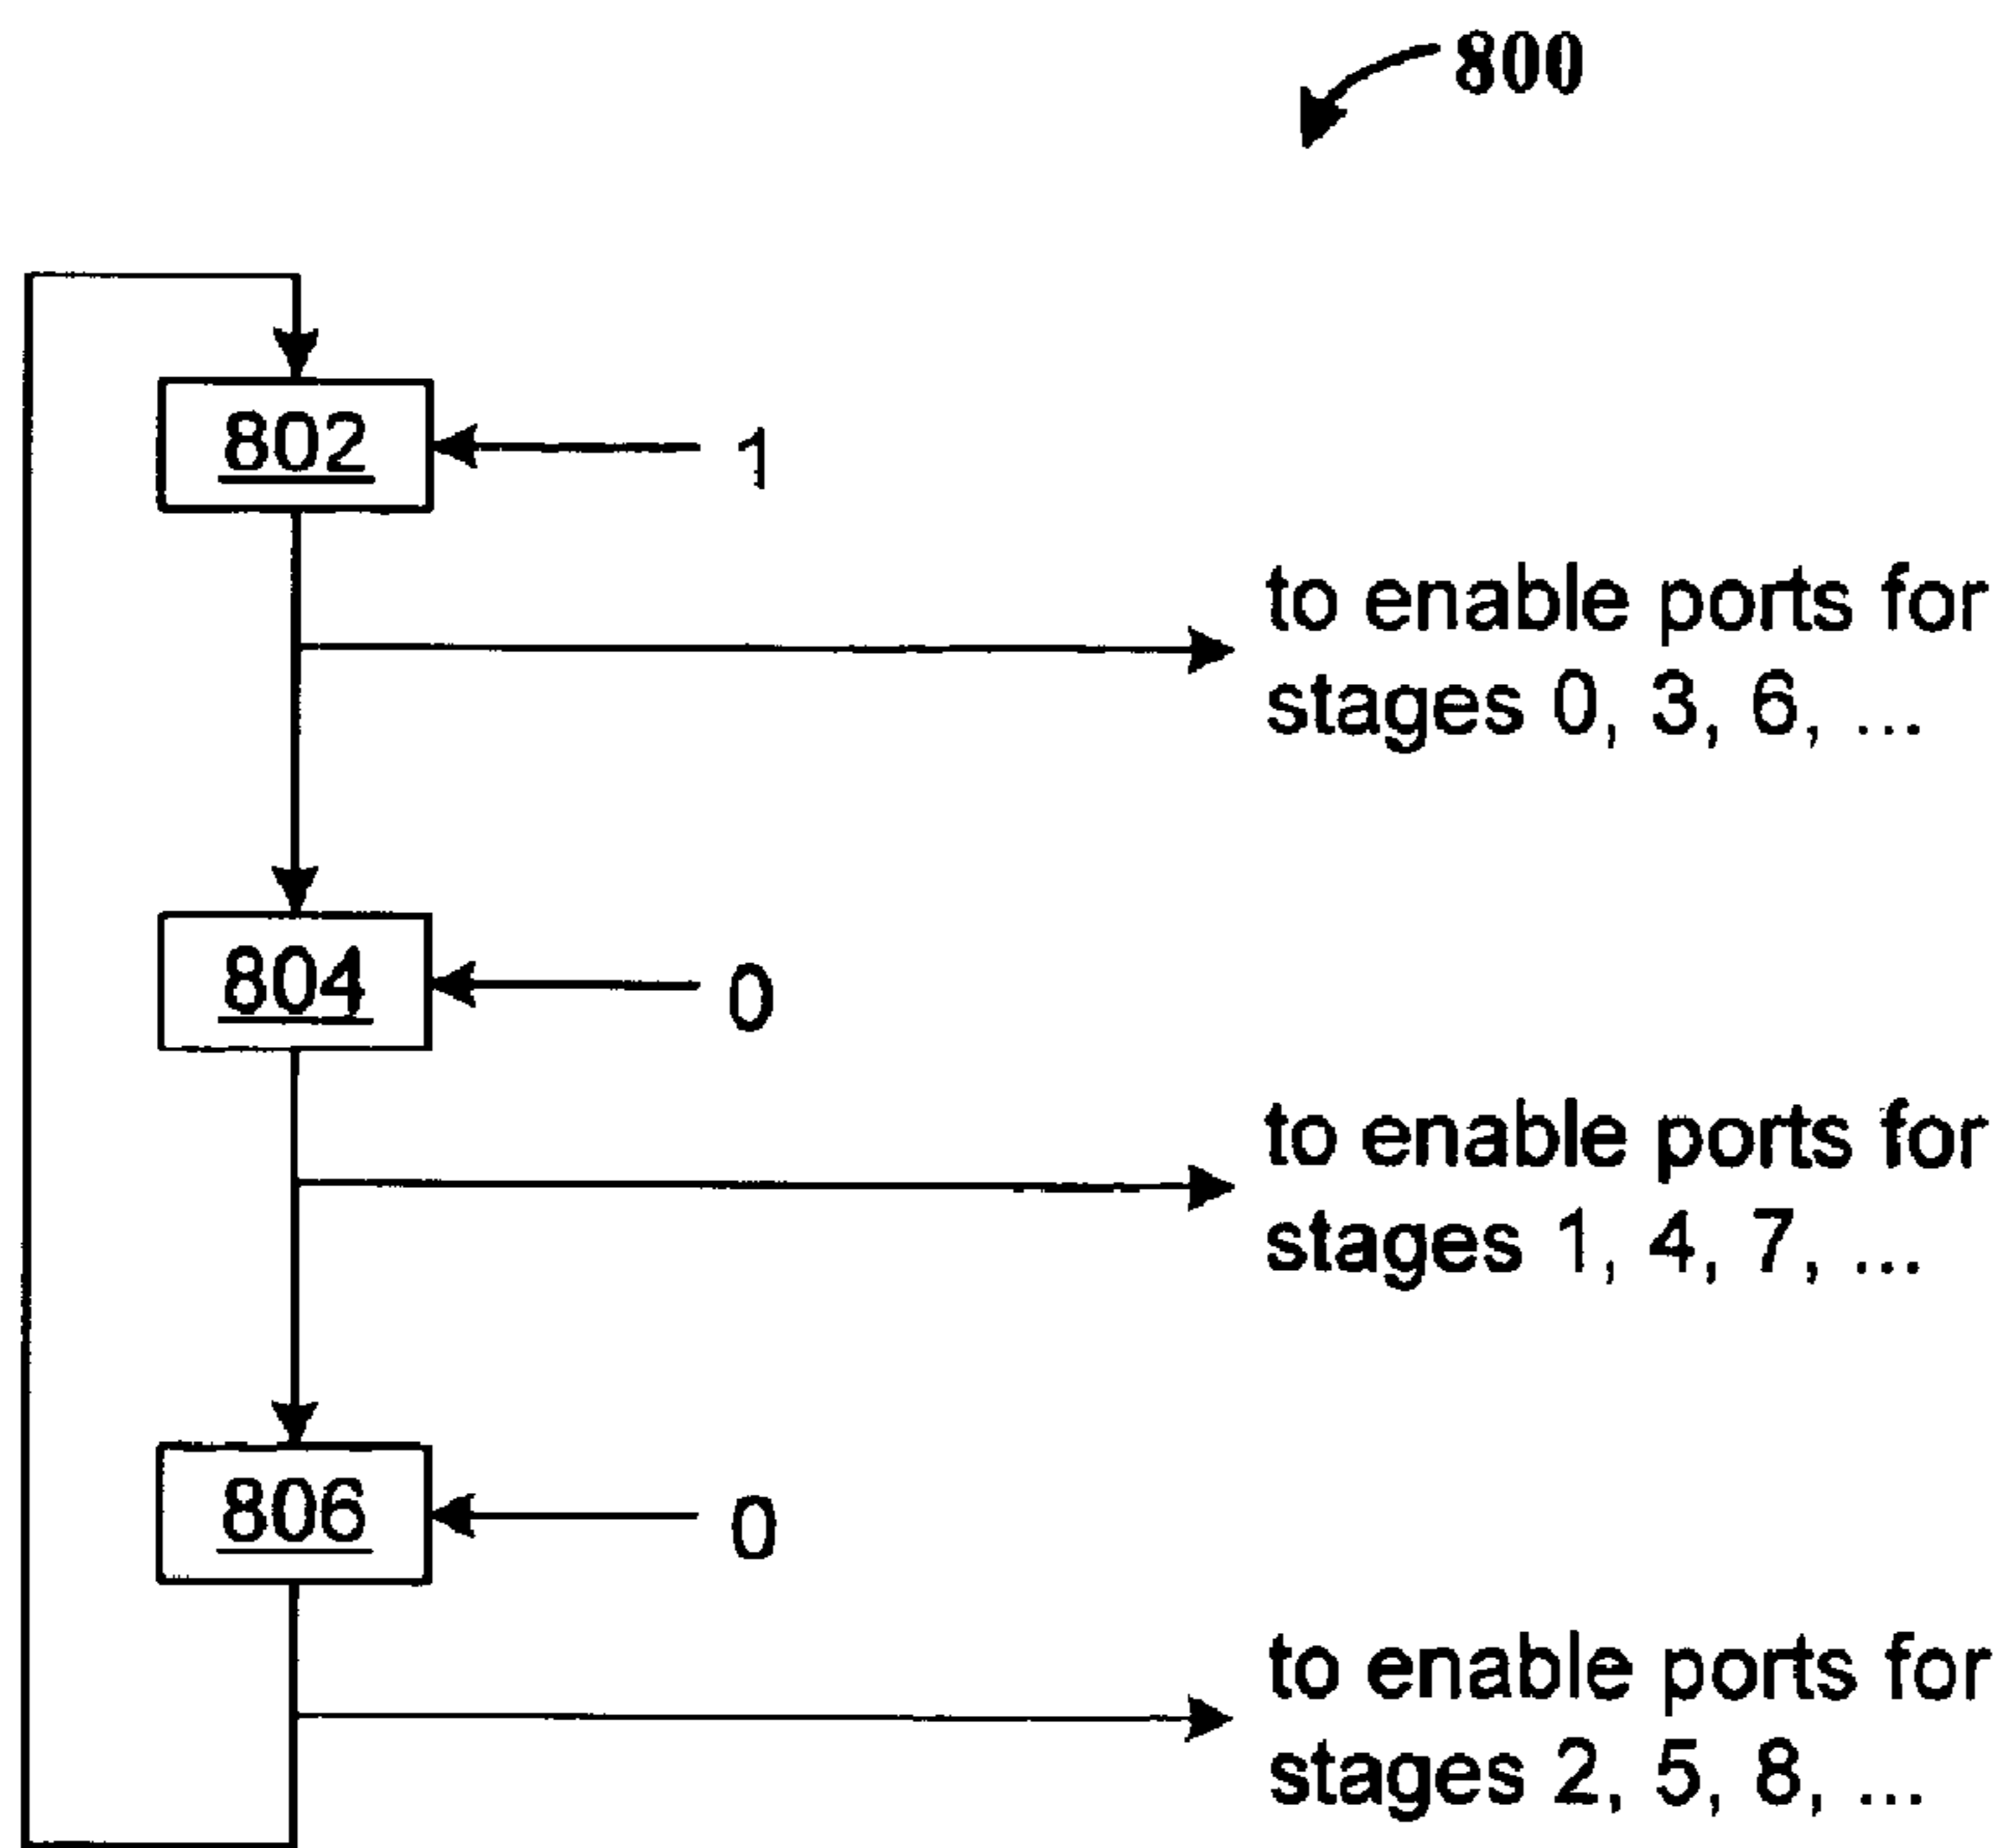 800
802
1
to enable ports for
stages 0, 3, 6, ...
804
0
to enable ports for
stages 1, 4, 7, ...
806
0
to enable ports for
stages 2, 5, 8, ...